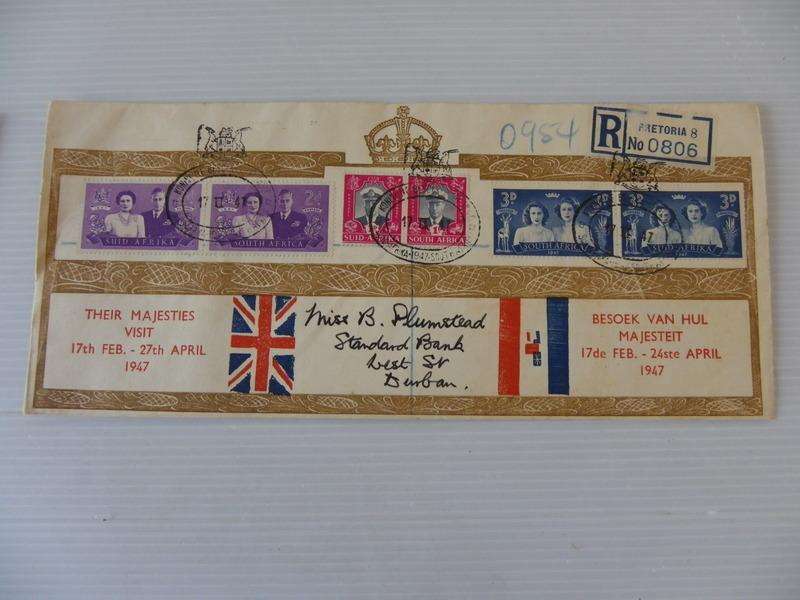 0954
R PRETORIA 8
No 0806
2D
SUID-AFRIKA
SOUTH AFRICA
SUID-AFRIKA
SOUTH AFRICA
3D
SOUTH AFRICA
1947
3D
SUID-AFRIKA
THEIR MAJESTIES
VISIT
17th FEB. - 27th APRIL
1947
Miss B. Plumstead
Standard Bank
West St
Durban.
BESOEK VAN HUL
MAJESTEIT
17de FEB. - 24ste APRIL
1947